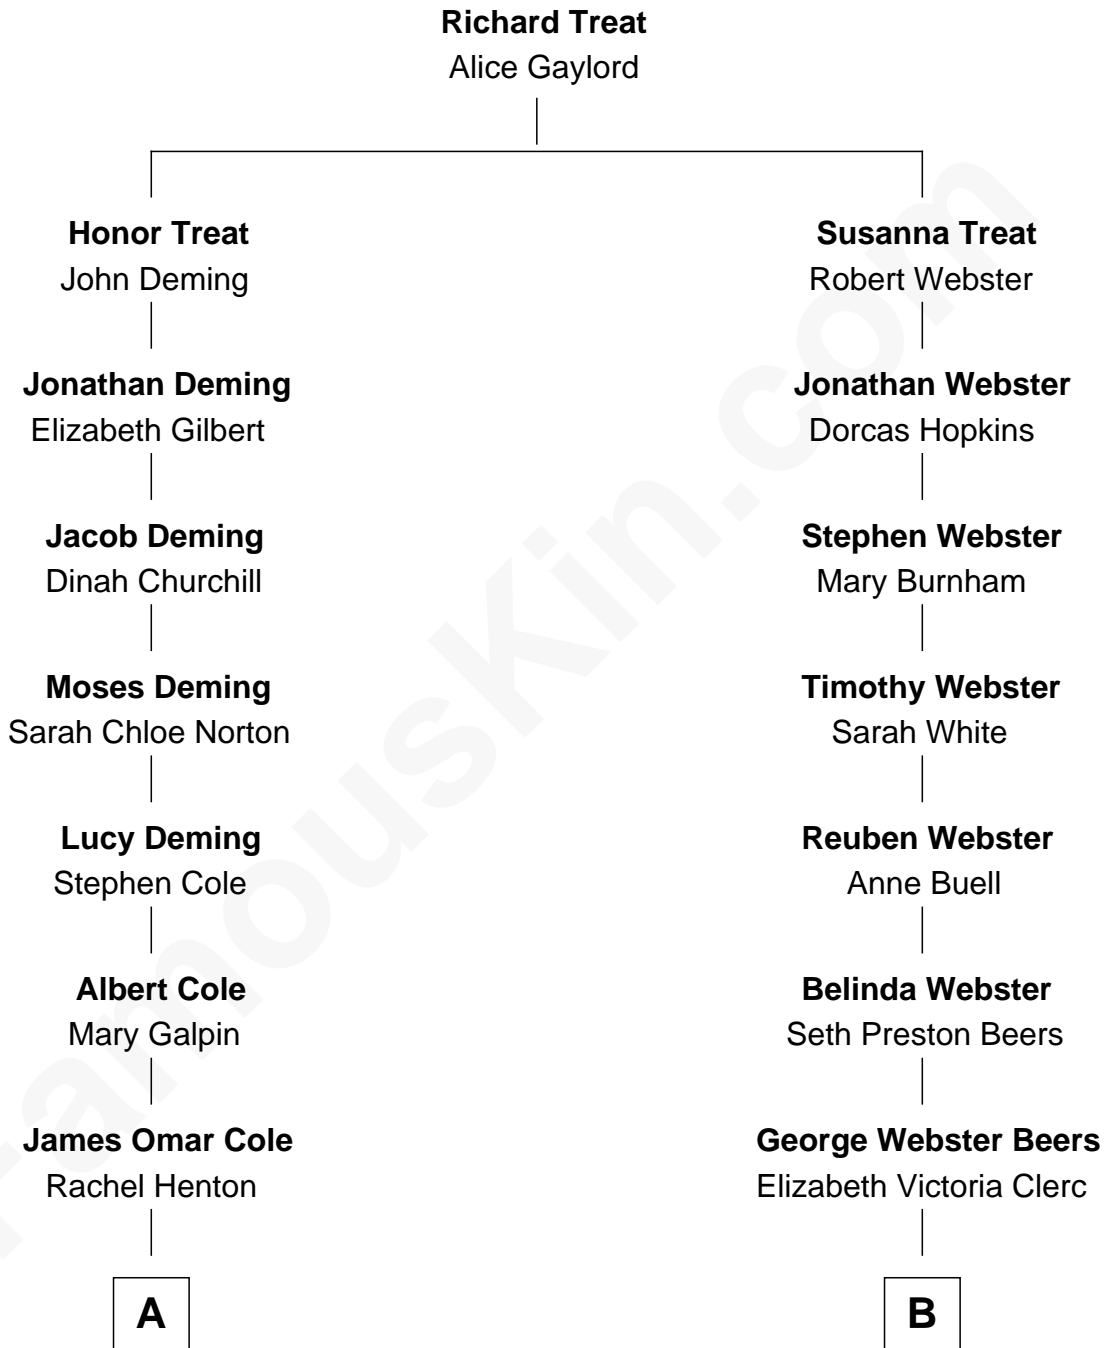 Richard Treat
Alice Gaylord
Honor Treat
John Deming
Susanna Treat
Robert Webster
Jonathan Deming
Elizabeth Gilbert
Jonathan Webster
Dorcas Hopkins
Jacob Deming
Dinah Churchill
Stephen Webster
Mary Burnham
Moses Deming
Sarah Chloe Norton
Timothy Webster
Sarah White
Lucy Deming
Stephen Cole
Reuben Webster
Anne Buell
Albert Cole
Mary Galpin
Belinda Webster
Seth Preston Beers
James Omar Cole
Rachel Henton
George Webster Beers
Elizabeth Victoria Clerc
A
B
FamousKin.com